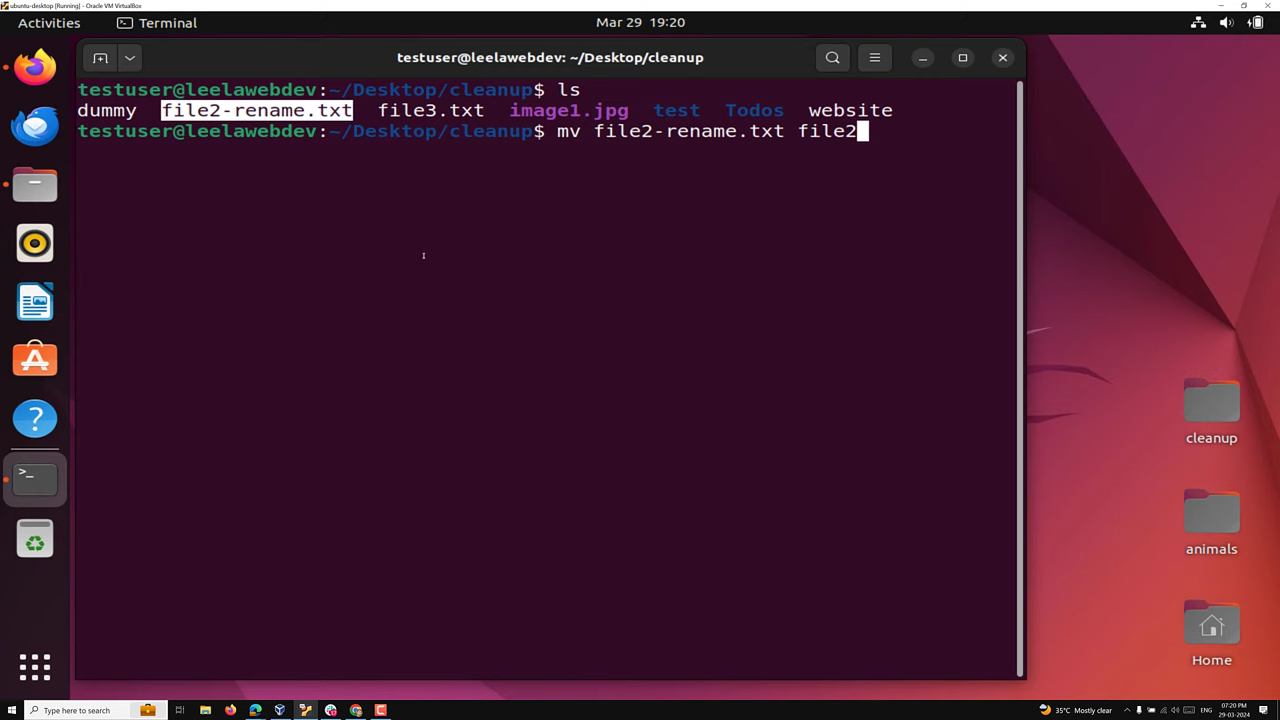 ubuntu-desktop [Running] - Oracle VM VirtualBox
Activities
Terminal
Mar 29 19:20
testuser@leelawebdev: ~/Desktop/cleanup
testuser@leelawebdev:~/Desktop/cleanup$ ls
dummy file2-rename.txt file3.txt image1.jpg test Todos website
testuser@leelawebdev:~/Desktop/cleanup$ mv file2-rename.txt file2
cleanup
animals
Home
Type here to search
35°C Mostly clear
ENG
07:20 PM
29-03-2024